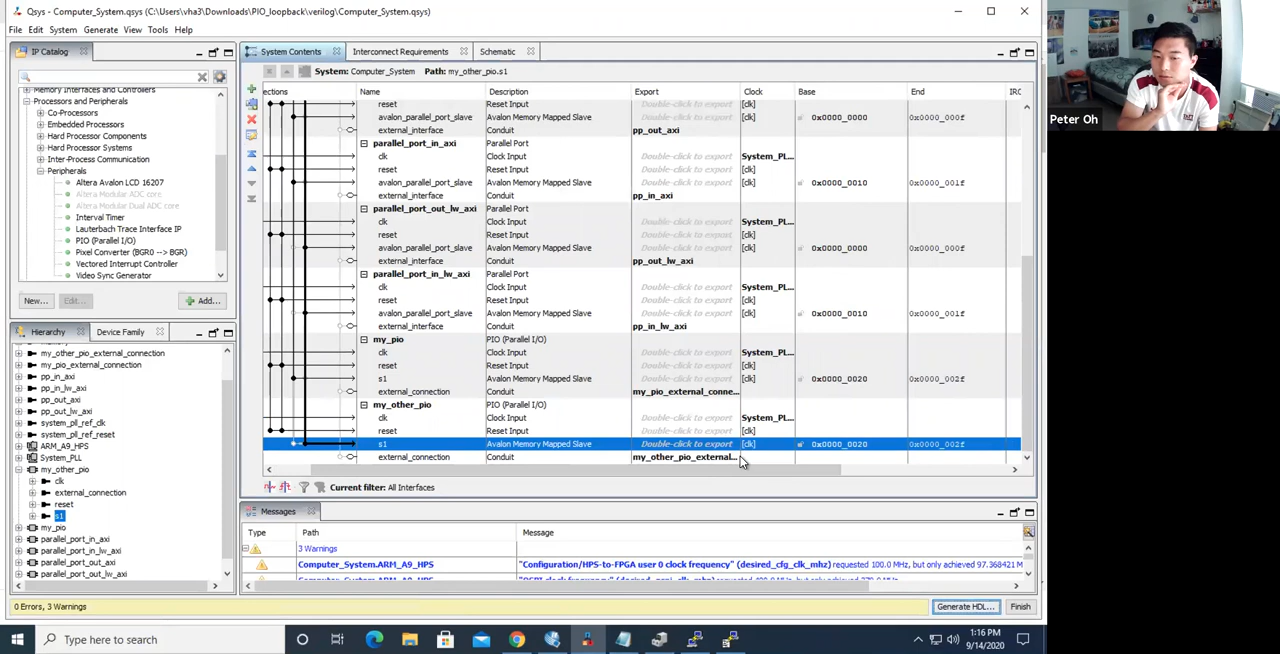 Qsys - Computer_System.qsys (C:\Users\vha3\Downloads\PIO_loopback\verilog\Computer_System.qsys)
File Edit System Generate View Tools Help
IP Catalog
Memory Interfaces and Controllers
Processors and Peripherals
Co-Processors
Embedded Processors
Hard Processor Components
Hard Processor Systems
Inter-Process Communication
Peripherals
Altera Avalon LCD 16207
Altera Modular ADC core
Altera Modular Dual ADC core
Interval Timer
Lauterbach Trace Interface IP
PIO (Parallel I/O)
Pixel Converter (BGR0 --> BGR)
Vectored Interrupt Controller
Video Sync Generator
New... Edit... Add...
Hierarchy Device Family
my_other_pio_external_connection
my_pio_external_connection
pp_in_axi
pp_in_lw_axi
pp_out_axi
pp_out_lw_axi
system_pll_ref_clk
system_pll_ref_reset
ARM_A9_HPS
System_PLL
my_other_pio
clk
external_connection
reset
s1
my_pio
parallel_port_in_axi
parallel_port_in_lw_axi
parallel_port_out_axi
parallel_port_out_lw_axi
System Contents Interconnect Requirements Schematic
System: Computer_System Path: my_other_pio.s1
ections Name Description Export Clock Base End IRQ
reset Reset Input Double-click to export [clk]
avalon_parallel_port_slave Avalon Memory Mapped Slave Double-click to export [clk] 0x0000_0000 0x0000_000f
external_interface Conduit pp_out_axi
parallel_port_in_axi Parallel Port
clk Clock Input Double-click to export System_PL...
reset Reset Input Double-click to export [clk]
avalon_parallel_port_slave Avalon Memory Mapped Slave Double-click to export [clk] 0x0000_0010 0x0000_001f
external_interface Conduit pp_in_axi
parallel_port_out_lw_axi Parallel Port
clk Clock Input Double-click to export System_PL...
reset Reset Input Double-click to export [clk]
avalon_parallel_port_slave Avalon Memory Mapped Slave Double-click to export [clk] 0x0000_0000 0x0000_000f
external_interface Conduit pp_out_lw_axi
parallel_port_in_lw_axi Parallel Port
clk Clock Input Double-click to export System_PL...
reset Reset Input Double-click to export [clk]
avalon_parallel_port_slave Avalon Memory Mapped Slave Double-click to export [clk] 0x0000_0010 0x0000_001f
external_interface Conduit pp_in_lw_axi
my_pio PIO (Parallel I/O)
clk Clock Input Double-click to export System_PL...
reset Reset Input Double-click to export [clk]
s1 Avalon Memory Mapped Slave Double-click to export [clk] 0x0000_0020 0x0000_002f
external_connection Conduit my_pio_external_conne...
my_other_pio PIO (Parallel I/O)
clk Clock Input Double-click to export System_PL...
reset Reset Input Double-click to export [clk]
s1 Avalon Memory Mapped Slave Double-click to export [clk] 0x0000_0020 0x0000_002f
external_connection Conduit my_other_pio_external...
Current filter: All Interfaces
Messages
Type Path Message
3 Warnings
Computer_System.ARM_A9_HPS "Configuration/HPS-to-FPGA user 0 clock frequency" (desired_cfg_clk_mhz) requested 100.0 MHz, but only achieved 97.368421 M
0 Errors, 3 Warnings
Generate HDL... Finish
Type here to search
1:16 PM
9/14/2020
Peter Oh